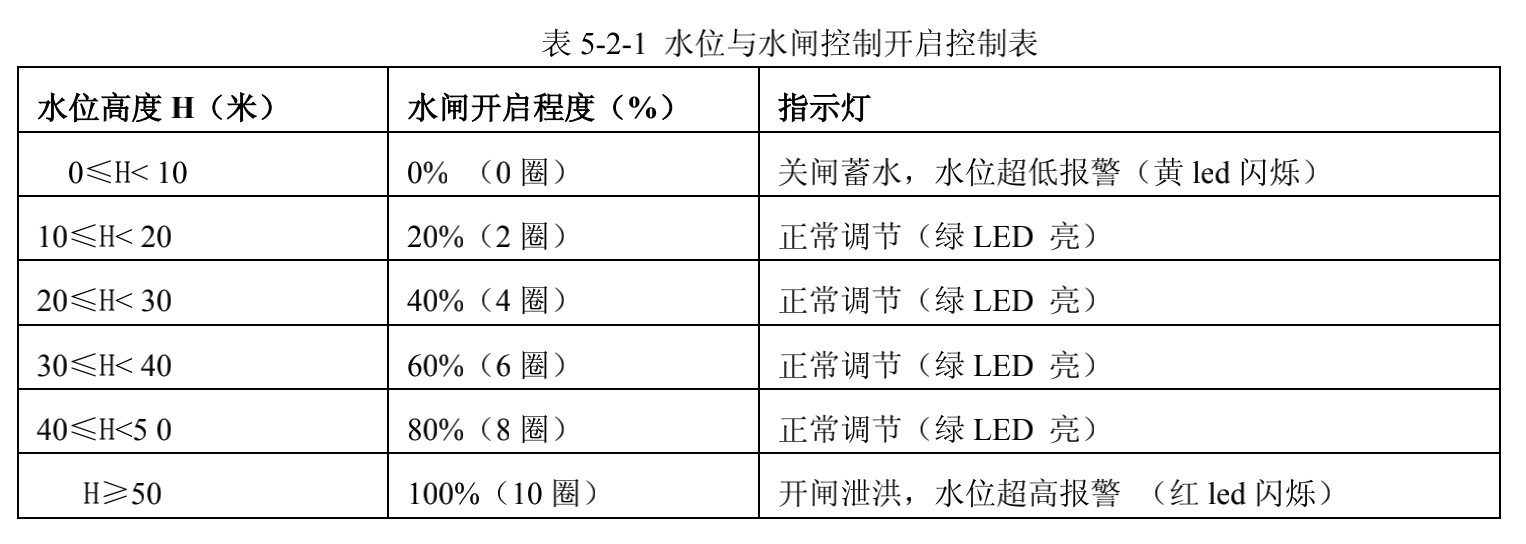 表 5-2-1 水位与水闸控制开启控制表
水位高度 H（米） 水闸开启程度（%） 指示灯
0≤H< 10 0% （0 圈） 关闸蓄水，水位超低报警（黄 led 闪烁）
10≤H< 20 20%（2 圈） 正常调节（绿 LED 亮）
20≤H< 30 40%（4 圈） 正常调节（绿 LED 亮）
30≤H< 40 60%（6 圈） 正常调节（绿 LED 亮）
40≤H<5 0 80%（8 圈） 正常调节（绿 LED 亮）
H≥50 100%（10 圈） 开闸泄洪，水位超高报警 （红 led 闪烁）